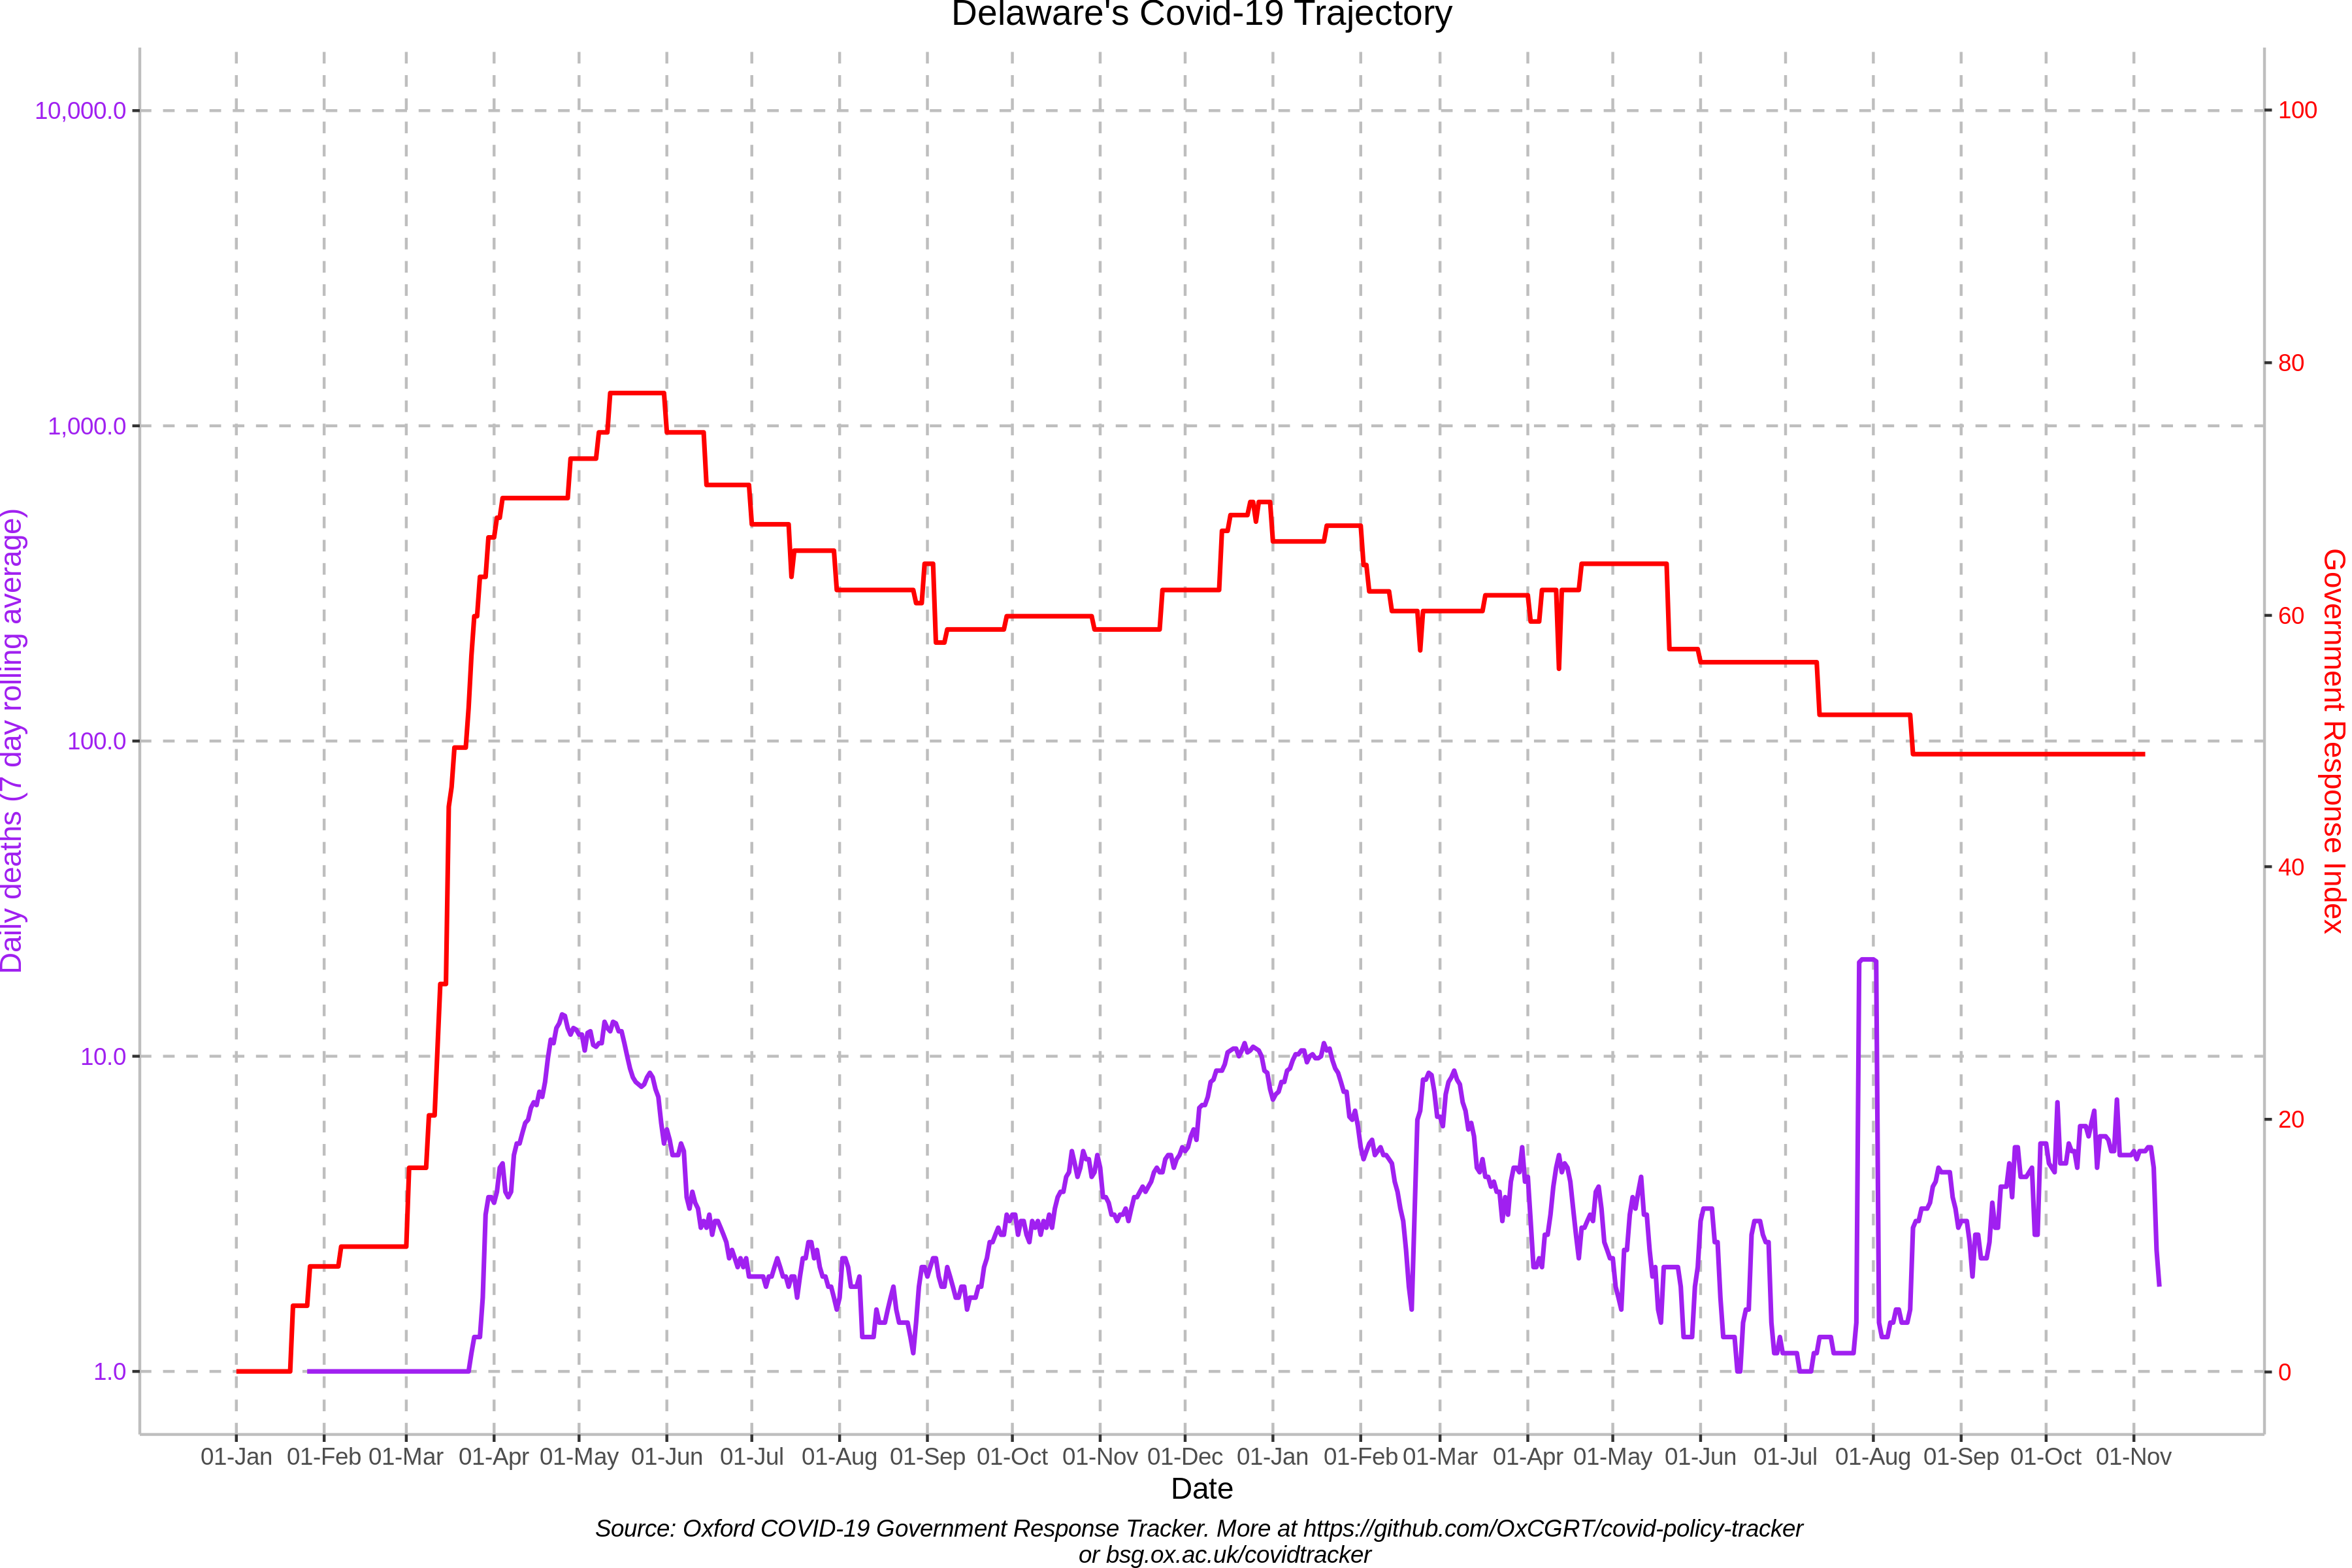 Delaware's Covid-19 Trajectory
10,000.0
1,000.0
100.0
10.0
1.0
Daily deaths (7 day rolling average)
100
80
60
40
20
0
Government Response Index
01-Jan 01-Feb 01-Mar 01-Apr 01-May 01-Jun 01-Jul 01-Aug 01-Sep 01-Oct 01-Nov 01-Dec 01-Jan 01-Feb 01-Mar 01-Apr 01-May 01-Jun 01-Jul 01-Aug 01-Sep 01-Oct 01-Nov
Date
Source: Oxford COVID-19 Government Response Tracker. More at https://github.com/OxCGRT/covid-policy-tracker
or bsg.ox.ac.uk/covidtracker